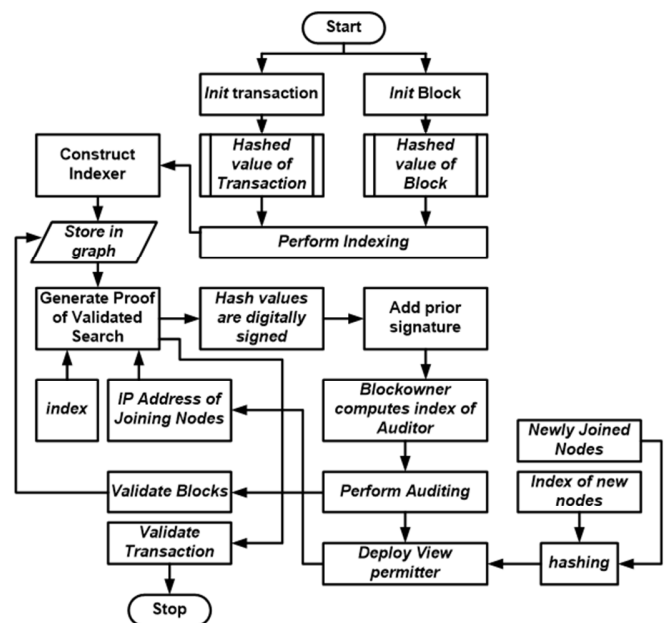 Start
Init transaction
Init Block
Hashed
value of
Transaction
Hashed
value of
Block
Construct
Indexer
Perform Indexing
Store in
graph
Generate Proof
of Validated
Search
Hash values
are digitally
signed
Add prior
signature
index
IP Address of
Joining Nodes
Blockowner
computes index of
Auditor
Newly Joined
Nodes
Validate Blocks
Perform Auditing
Index of new
nodes
Validate
Transaction
Deploy View
permitter
hashing
Stop